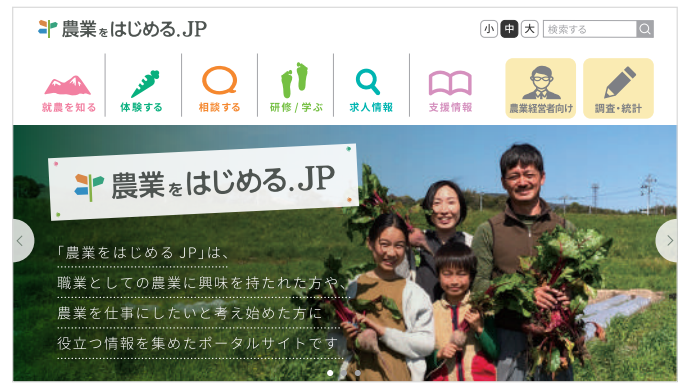 農業をはじめる.JP
小 中 大 検索する
就農を知る 体験する 相談する 研修/学ぶ 求人情報 支援情報 農業経営者向け 調査・統計
農業をはじめる.JP
「農業をはじめる JP」は、
職業としての農業に興味を持たれた方や、
農業を仕事にしたいと考え始めた方に
役立つ情報を集めたポータルサイトです